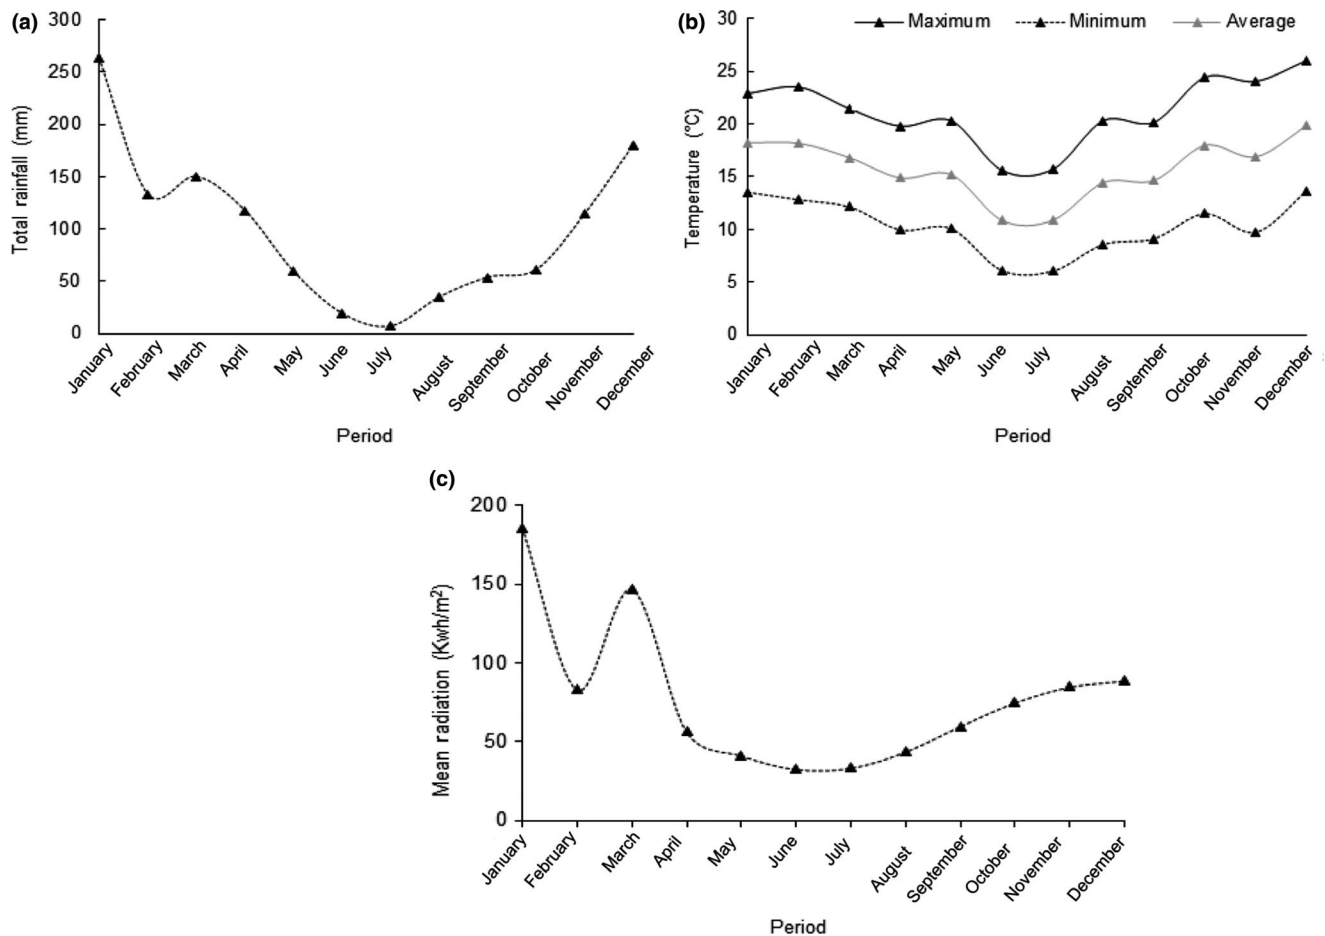 (a)
300
250
200
150
100
50
0
Total rainfall (mm)
January
February
March
April
May
June
July
August
September
October
November
December
Period
(b)
Maximum
Minimum
Average
30
25
20
15
10
5
0
Temperature (°C)
January
February
March
April
May
June
July
August
September
October
November
December
Period
(c)
200
150
100
50
0
Mean radiation (Kwh/m²)
January
February
March
April
May
June
July
August
September
October
November
December
Period